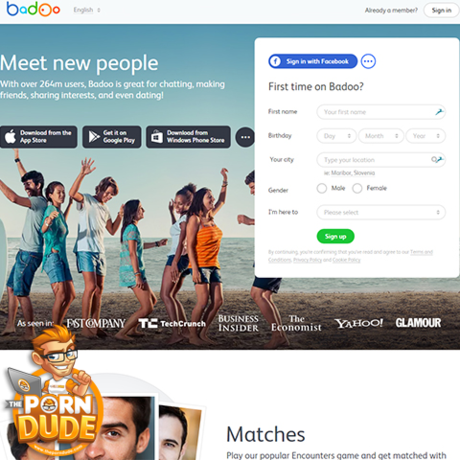 badoo
English
Already a member?
Sign in
Meet new people
With over 264m users, Badoo is great for chatting, making
friends, sharing interests, and even dating!
Download from the
App Store
Get it on
Google Play
Download from
Windows Phone Store
Sign in with Facebook
First time on Badoo?
First name
Your first name
Birthday
Day
Month
Year
Your city
Type your location
ie: Maribor, Slovenia
Gender
Male
Female
I'm here to
Please select
Sign up
By continuing, you're confirming that you've read and agree to our Terms and
Conditions, Privacy Policy and Cookie Policy.
As seen in:
FAST COMPANY
TechCrunch
BUSINESS
INSIDER
The
Economist
YAHOO!
GLAMOUR
THE
PORN
DUDE
Matches
Play our popular Encounters game and get matched with